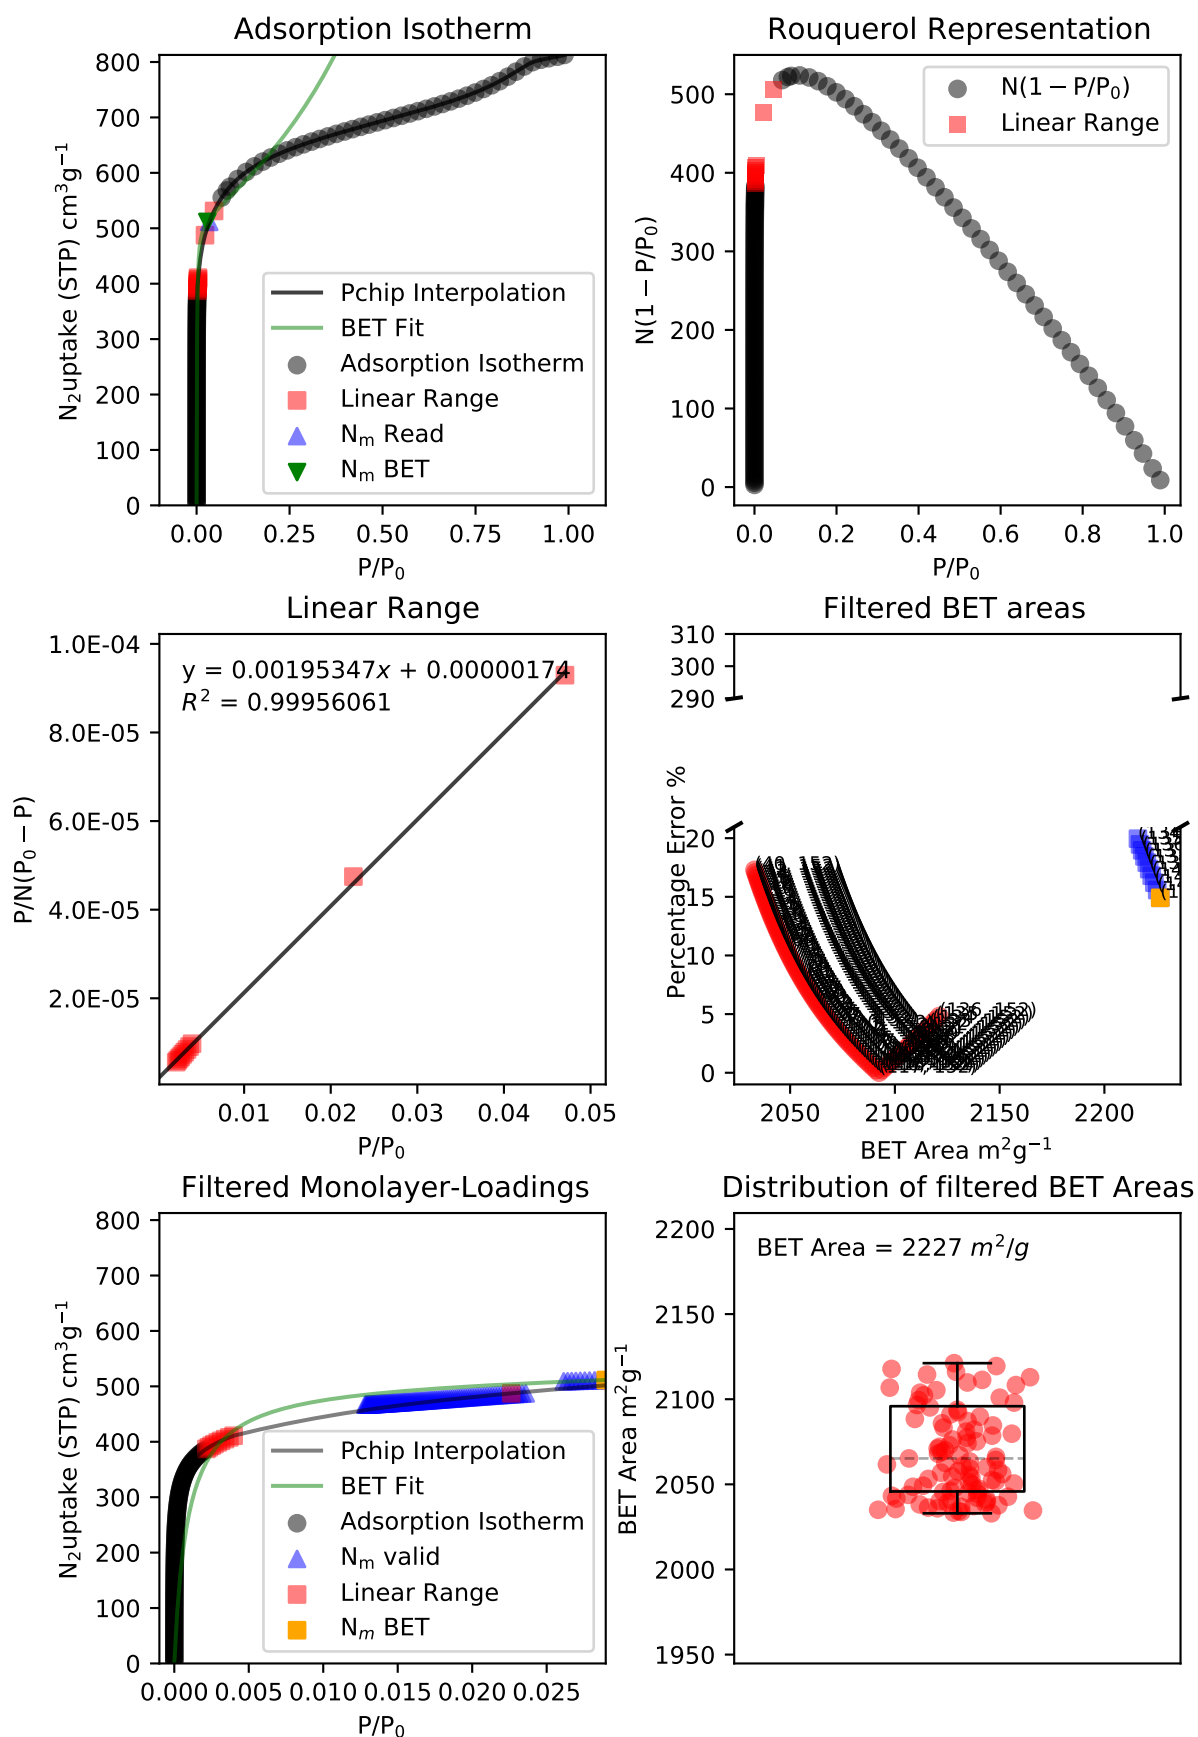 Adsorption Isotherm
N₂uptake (STP) cm³g⁻¹
800
700
600
500
400
300
200
100
0
Pchip Interpolation
BET Fit
Adsorption Isotherm
Linear Range
Nₘ Read
Nₘ BET
0.00 0.25 0.50 0.75 1.00
P/P₀
Rouquerol Representation
N(1 − P/P₀)
500
400
300
200
100
0
N(1 − P/P₀)
Linear Range
0.0 0.2 0.4 0.6 0.8 1.0
P/P₀
Linear Range
P/N(P₀ − P)
1.0E-04
8.0E-05
6.0E-05
4.0E-05
2.0E-05
y = 0.00195347x + 0.00000174
R² = 0.99956061
0.01 0.02 0.03 0.04 0.05
P/P₀
Filtered BET areas
Percentage Error %
310
300
290
20
15
10
5
0
(136, 152)
2050 2100 2150 2200
BET Area m²g⁻¹
Filtered Monolayer-Loadings
N₂uptake (STP) cm³g⁻¹
800
700
600
500
400
300
200
100
0
Pchip Interpolation
BET Fit
Adsorption Isotherm
Nₘ valid
Linear Range
Nₘ BET
0.000 0.005 0.010 0.015 0.020 0.025
P/P₀
Distribution of filtered BET Areas
BET Area m²g⁻¹
2200
2150
2100
2050
2000
1950
BET Area = 2227 m²/g